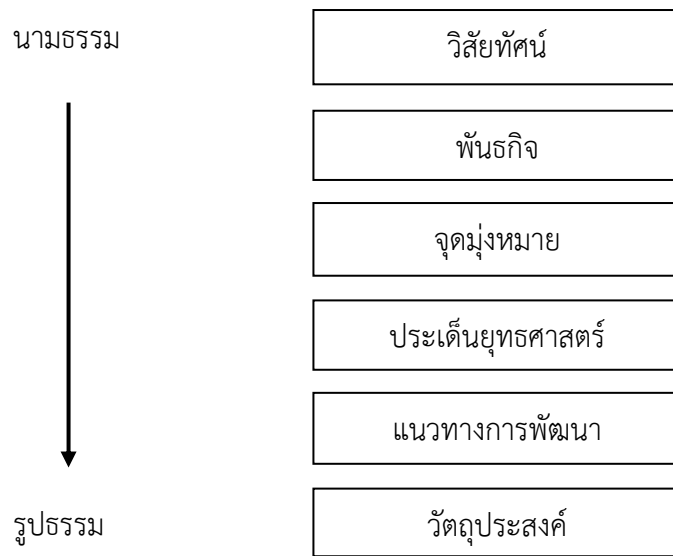 นามธรรม
วิสัยทัศน์
พันธกิจ
จุดมุ่งหมาย
ประเด็นยุทธศาสตร์
แนวทางการพัฒนา
รูปธรรม
วัตถุประสงค์